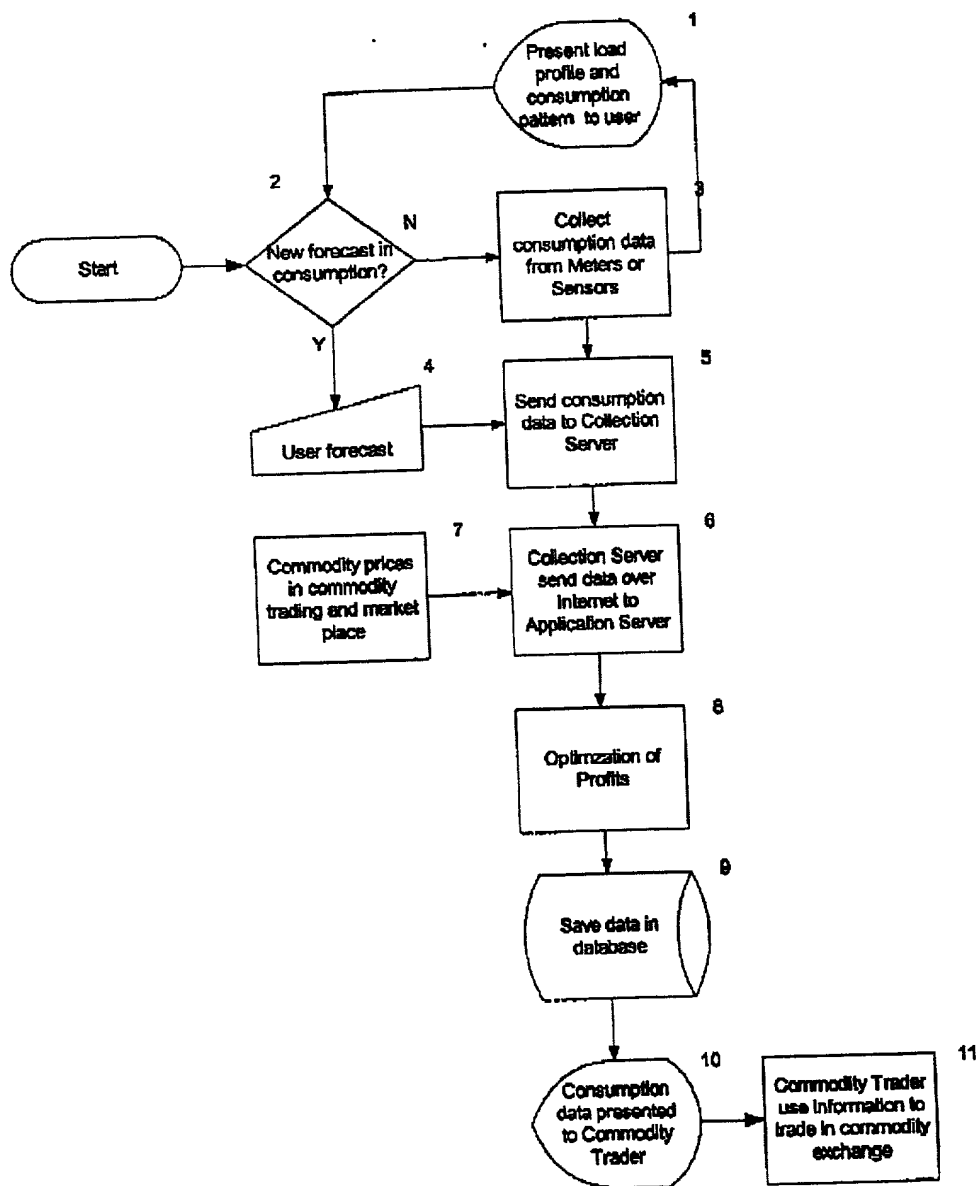 1
Present load
profile and
consumption
pattern to user
2
N
3
Start
New forecast in
consumption?
Collect
consumption data
from Meters or
Sensors
Y
4
5
User forecast
Send consumption
data to Collection
Server
6
7
Commodity prices
in commodity
trading and market
place
Collection Server
send data over
Internet to
Application Server
8
Optimzation of
Profits
9
Save data in
database
10
11
Consumption
data presented
to Commodity
Trader
Commodity Trader
use Information to
trade in commodity
exchange